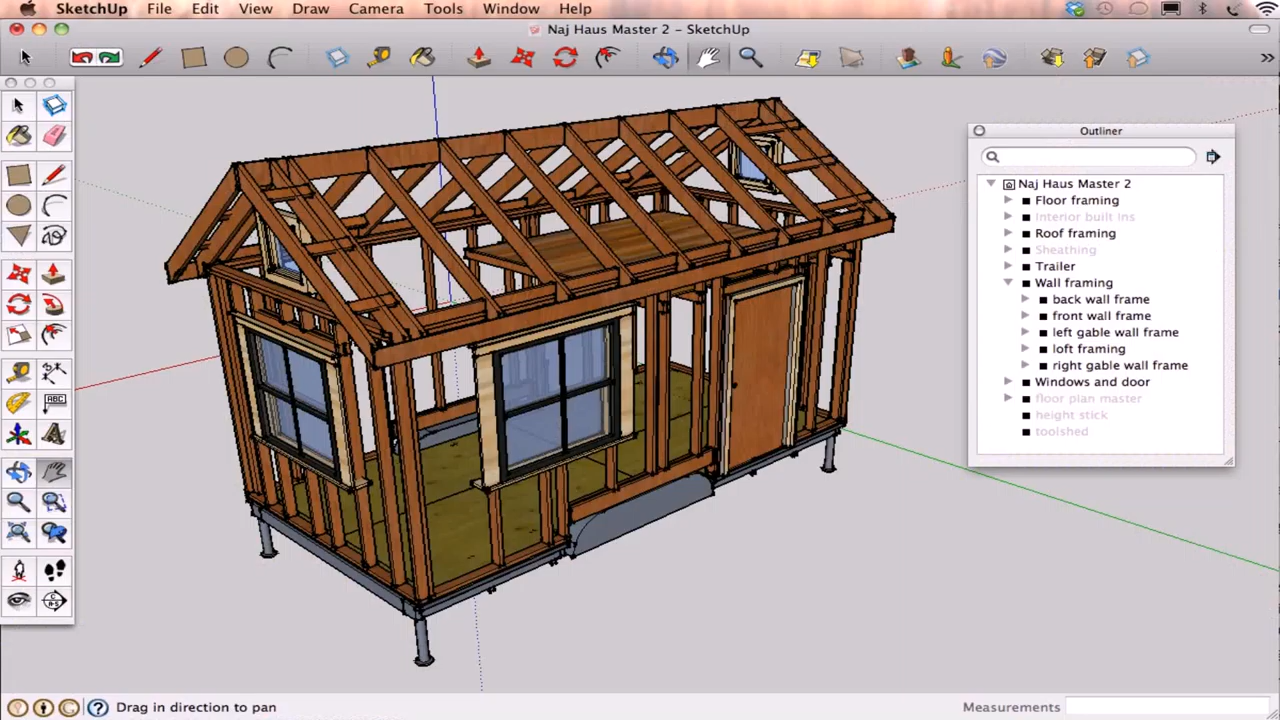 SketchUp File Edit View Draw Camera Tools Window Help
Naj Haus Master 2 - SketchUp
Outliner
Naj Haus Master 2
Floor framing
Interior built ins
Roof framing
Sheathing
Trailer
Wall framing
back wall frame
front wall frame
left gable wall frame
loft framing
right gable wall frame
Windows and door
floor plan master
height stick
toolshed
ABC
Drag in direction to pan
Measurements